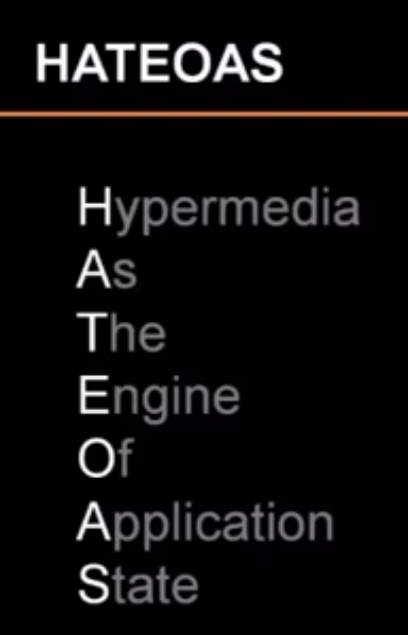 HATEOAS
Hypermedia
As
The
Engine
Of
Application
State